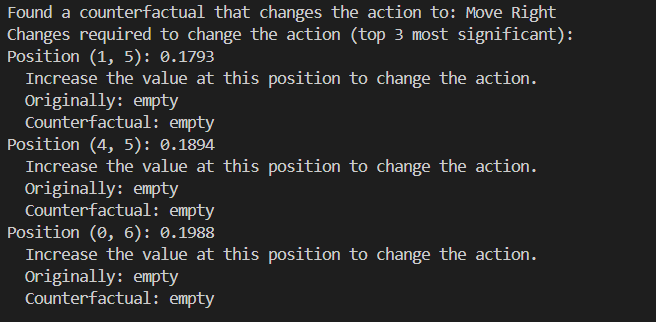 Found a counterfactual that changes the action to: Move Right
Changes required to change the action (top 3 most significant):
Position (1, 5): 0.1793
  Increase the value at this position to change the action.
  Originally: empty
  Counterfactual: empty
Position (4, 5): 0.1894
  Increase the value at this position to change the action.
  Originally: empty
  Counterfactual: empty
Position (0, 6): 0.1988
  Increase the value at this position to change the action.
  Originally: empty
  Counterfactual: empty